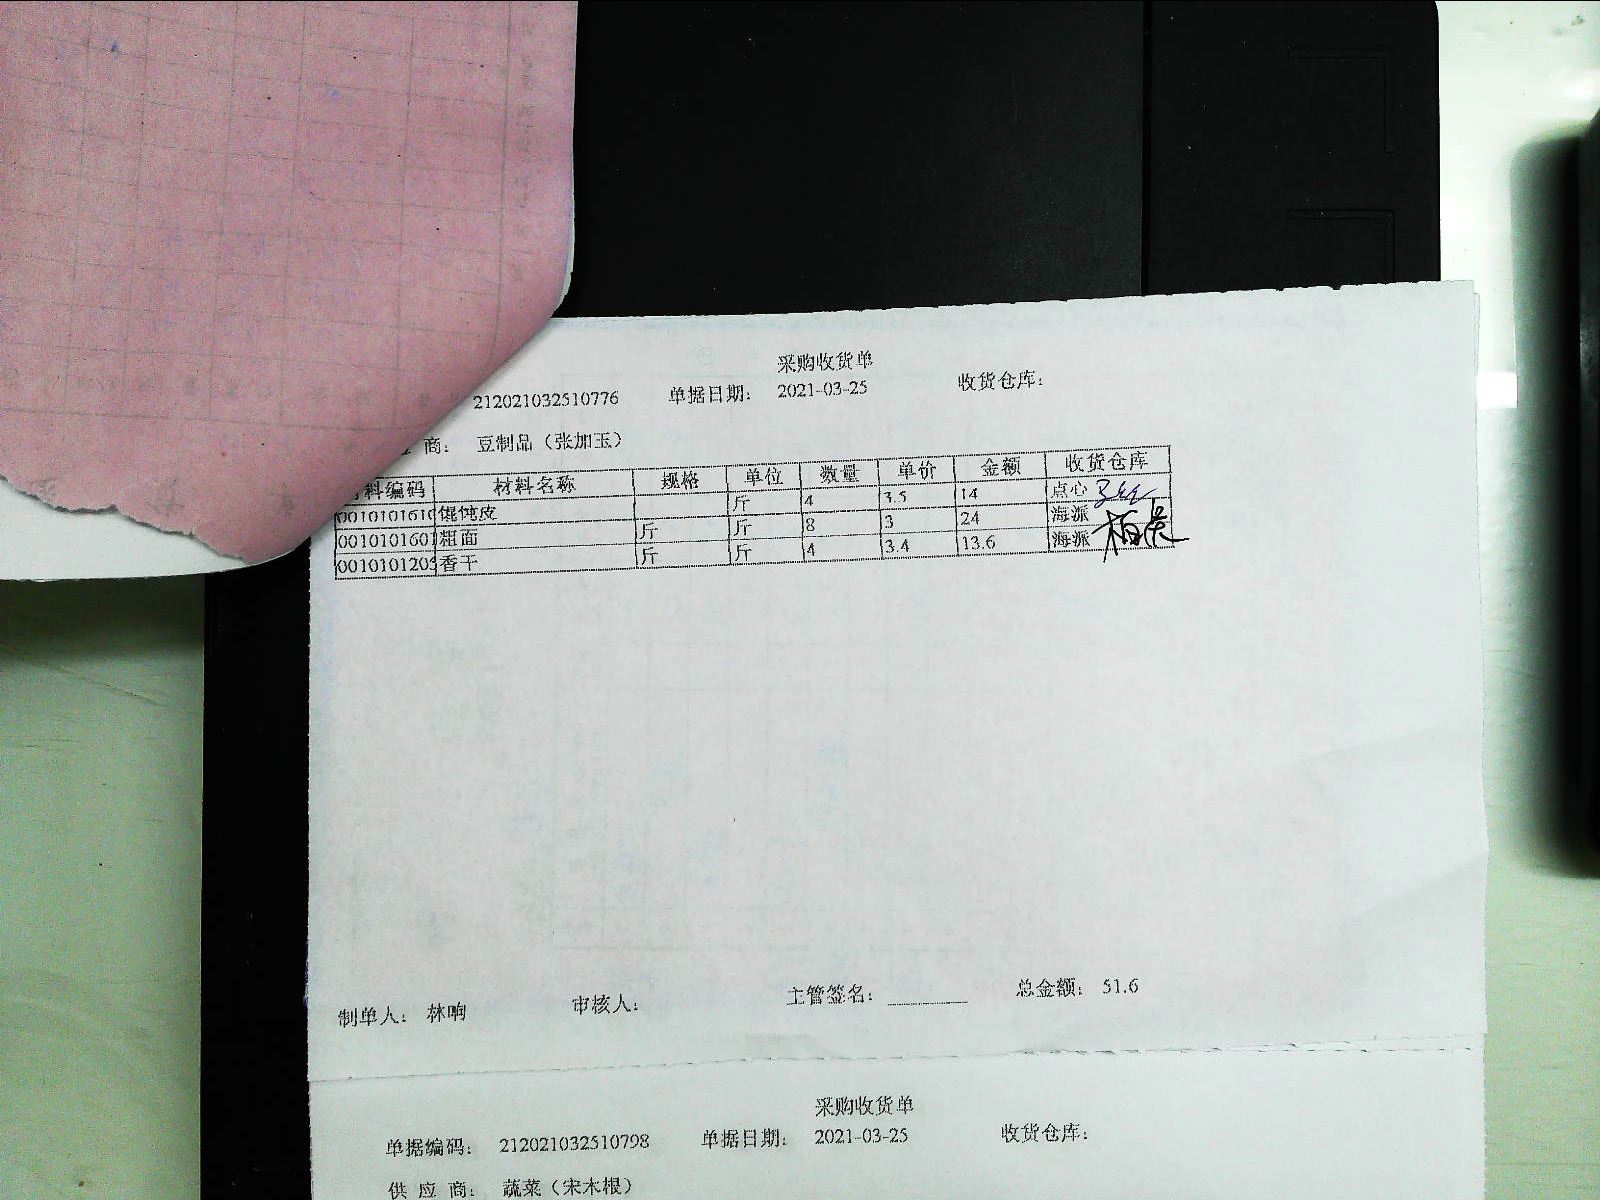 采购收货单
212021032510776 单据日期： 2021-03-25 收货仓库：
商： 豆制品（张加玉）
料编码 材料名称 规格 单位 数量 单价 金额 收货仓库
0010101610 馄饨皮 斤 4 3.5 14 点心
0010101601 粗面 斤 斤 8 3 24 海派
0010101203 香干 斤 斤 4 3.4 13.6 海派
制单人： 林响 审核人： 主管签名： 总金额： 51.6
采购收货单
单据编码： 212021032510798 单据日期： 2021-03-25 收货仓库：
供应商： 蔬菜（宋木根）